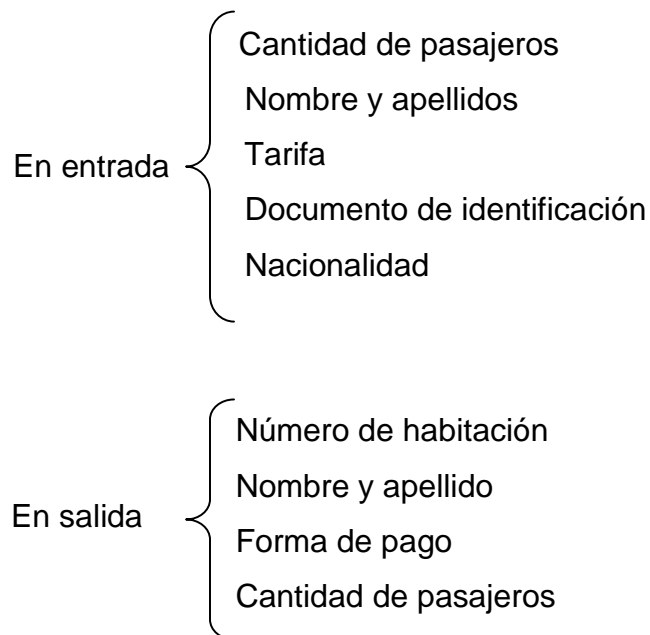 En entrada
Cantidad de pasajeros
Nombre y apellidos
Tarifa
Documento de identificación
Nacionalidad
En salida
Número de habitación
Nombre y apellido
Forma de pago
Cantidad de pasajeros